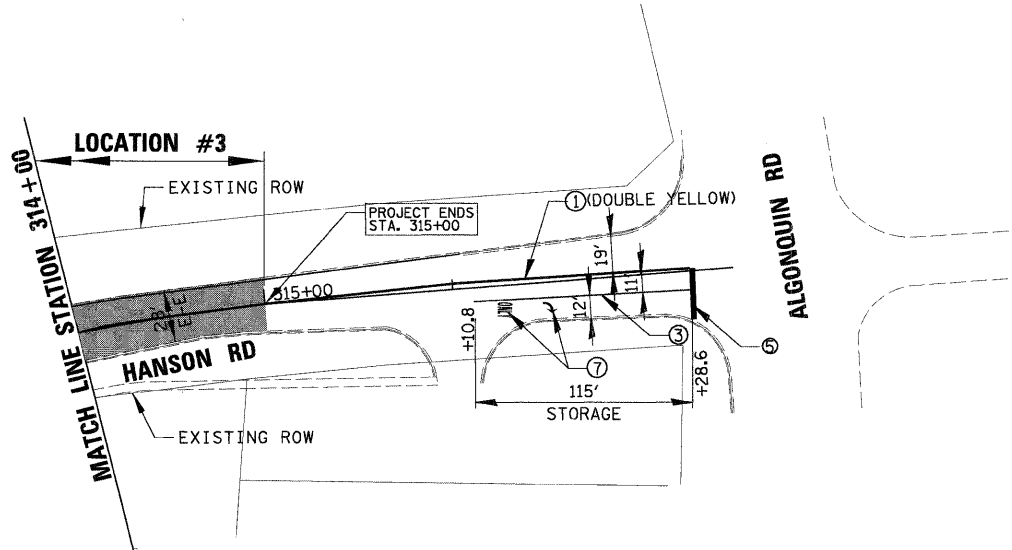 LOCATION #3
EXISTING ROW
PROJECT ENDS
STA. 315+00
1 (DOUBLE YELLOW)
ALGONQUIN RD
MATCH LINE STATION 314+00
28'
E-E
315+00
19'
11'
12'
HANSON RD
+10.8
3
5
7
+28.6
115'
STORAGE
EXISTING ROW